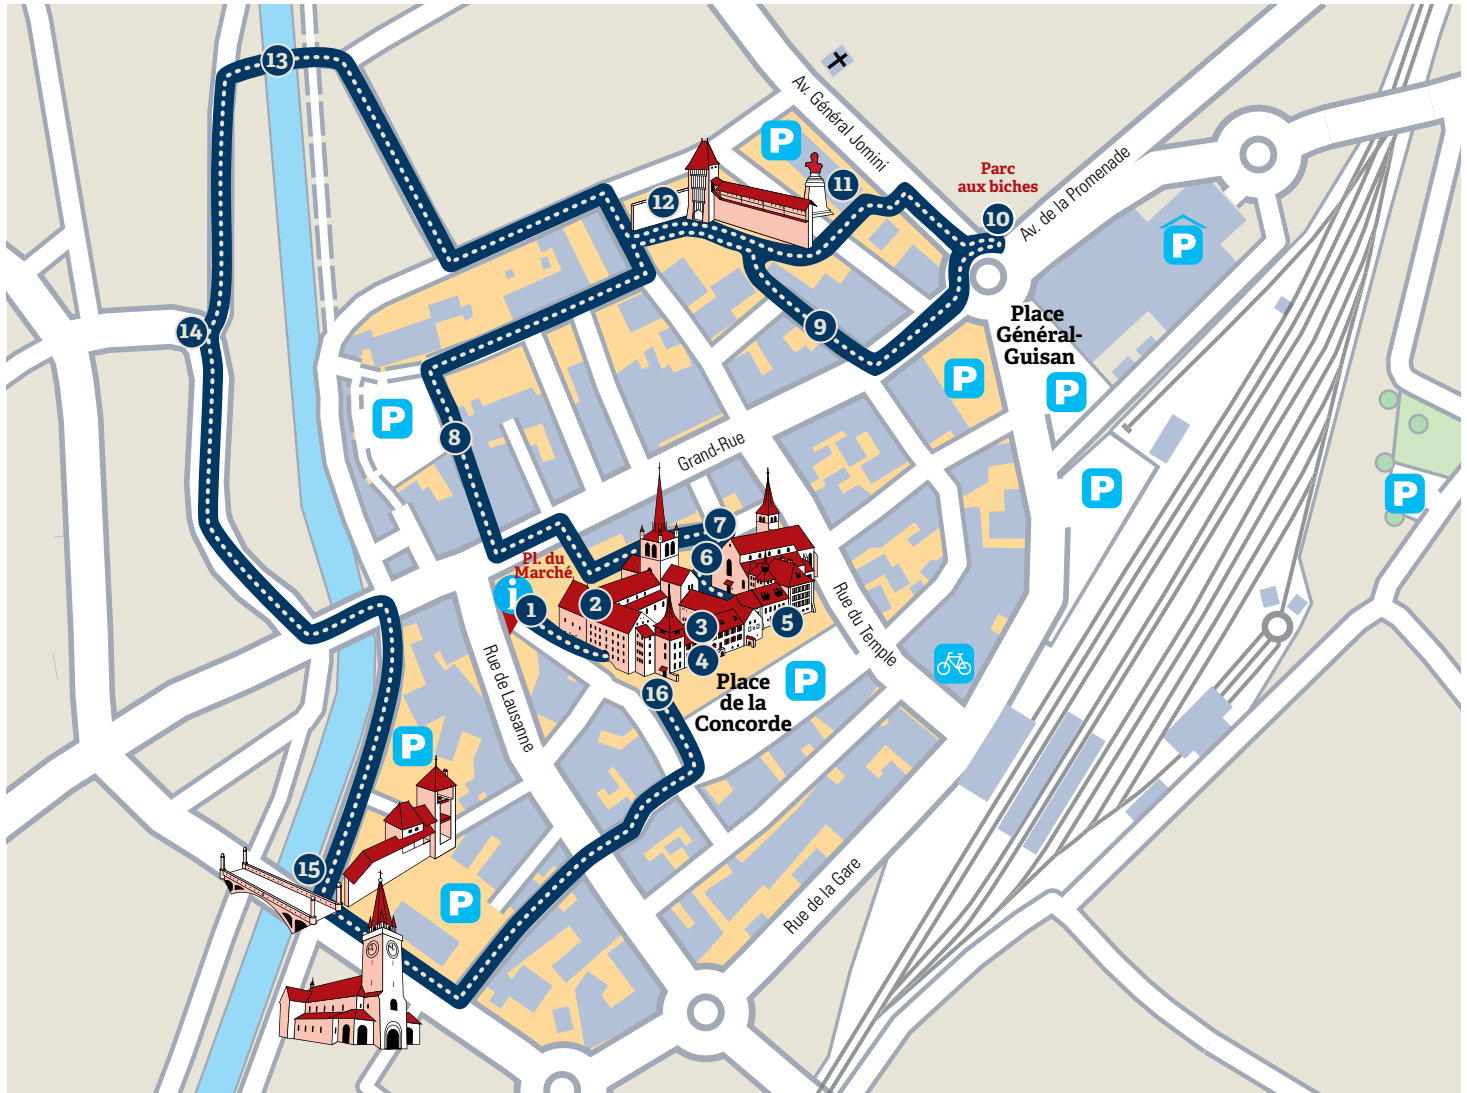 13
P
Av. Général Jomini
11
12
Parc
aux biches
10
Av. de la Promenade
P
14
9
Place
Général-
Guisan
P
P
P
8
Grand-Rue
P
P
7
6
Pl. du
Marché
i
1
2
3
4
5
Rue du Temple
16
Place
de la
Concorde
P
Rue de Lausanne
P
15
P
Rue de la Gare